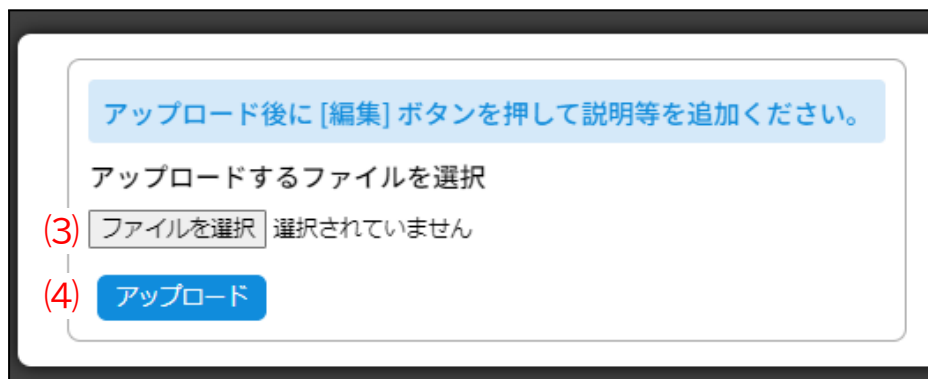 アップロード後に [編集] ボタンを押して説明等を追加ください。
アップロードするファイルを選択
(3) ファイルを選択 選択されていません
(4) アップロード